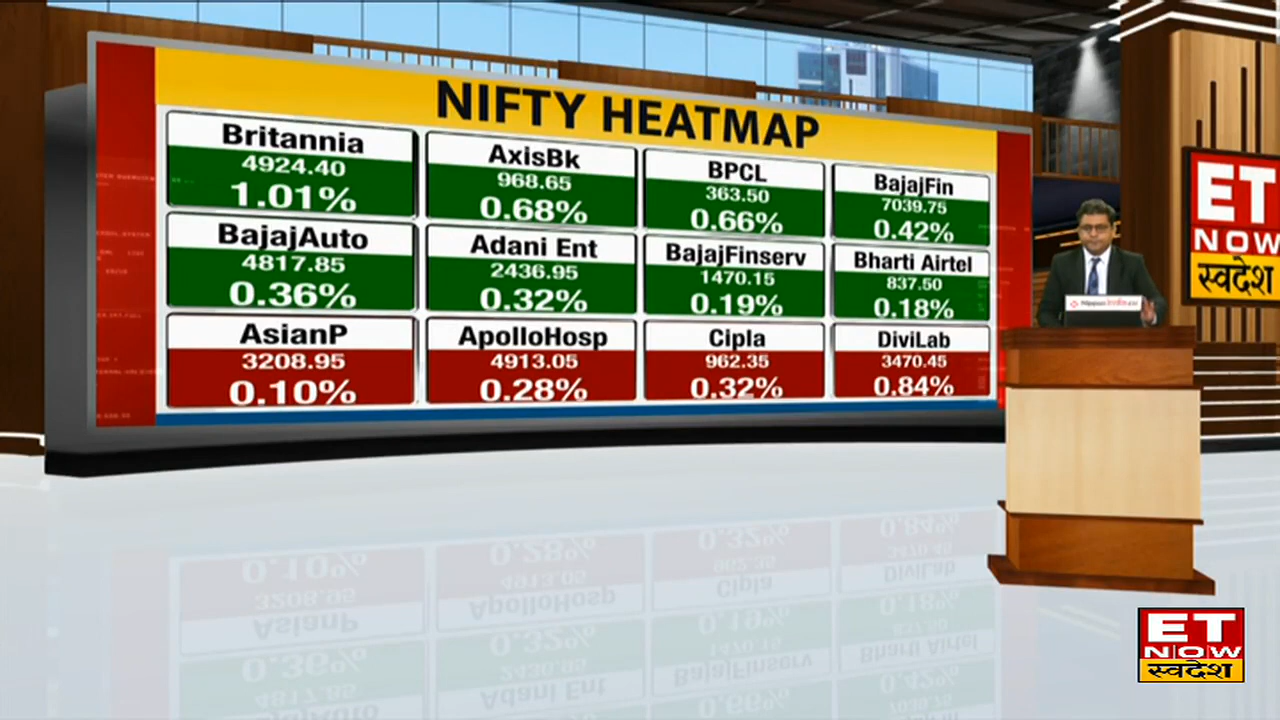 NIFTY HEATMAP
Britannia
4924.40
1.01%
AxisBk
968.65
0.68%
BPCL
363.50
0.66%
BajajFin
7039.75
0.42%
BajajAuto
4817.85
0.36%
Adani Ent
2436.95
0.32%
BajajFinserv
1470.15
0.19%
Bharti Airtel
837.50
0.18%
AsianP
3208.95
0.10%
ApolloHosp
4913.05
0.28%
Cipla
962.35
0.32%
DiviLab
3470.45
0.84%
ET
NOW
स्वदेश
ET
NOW
स्वदेश